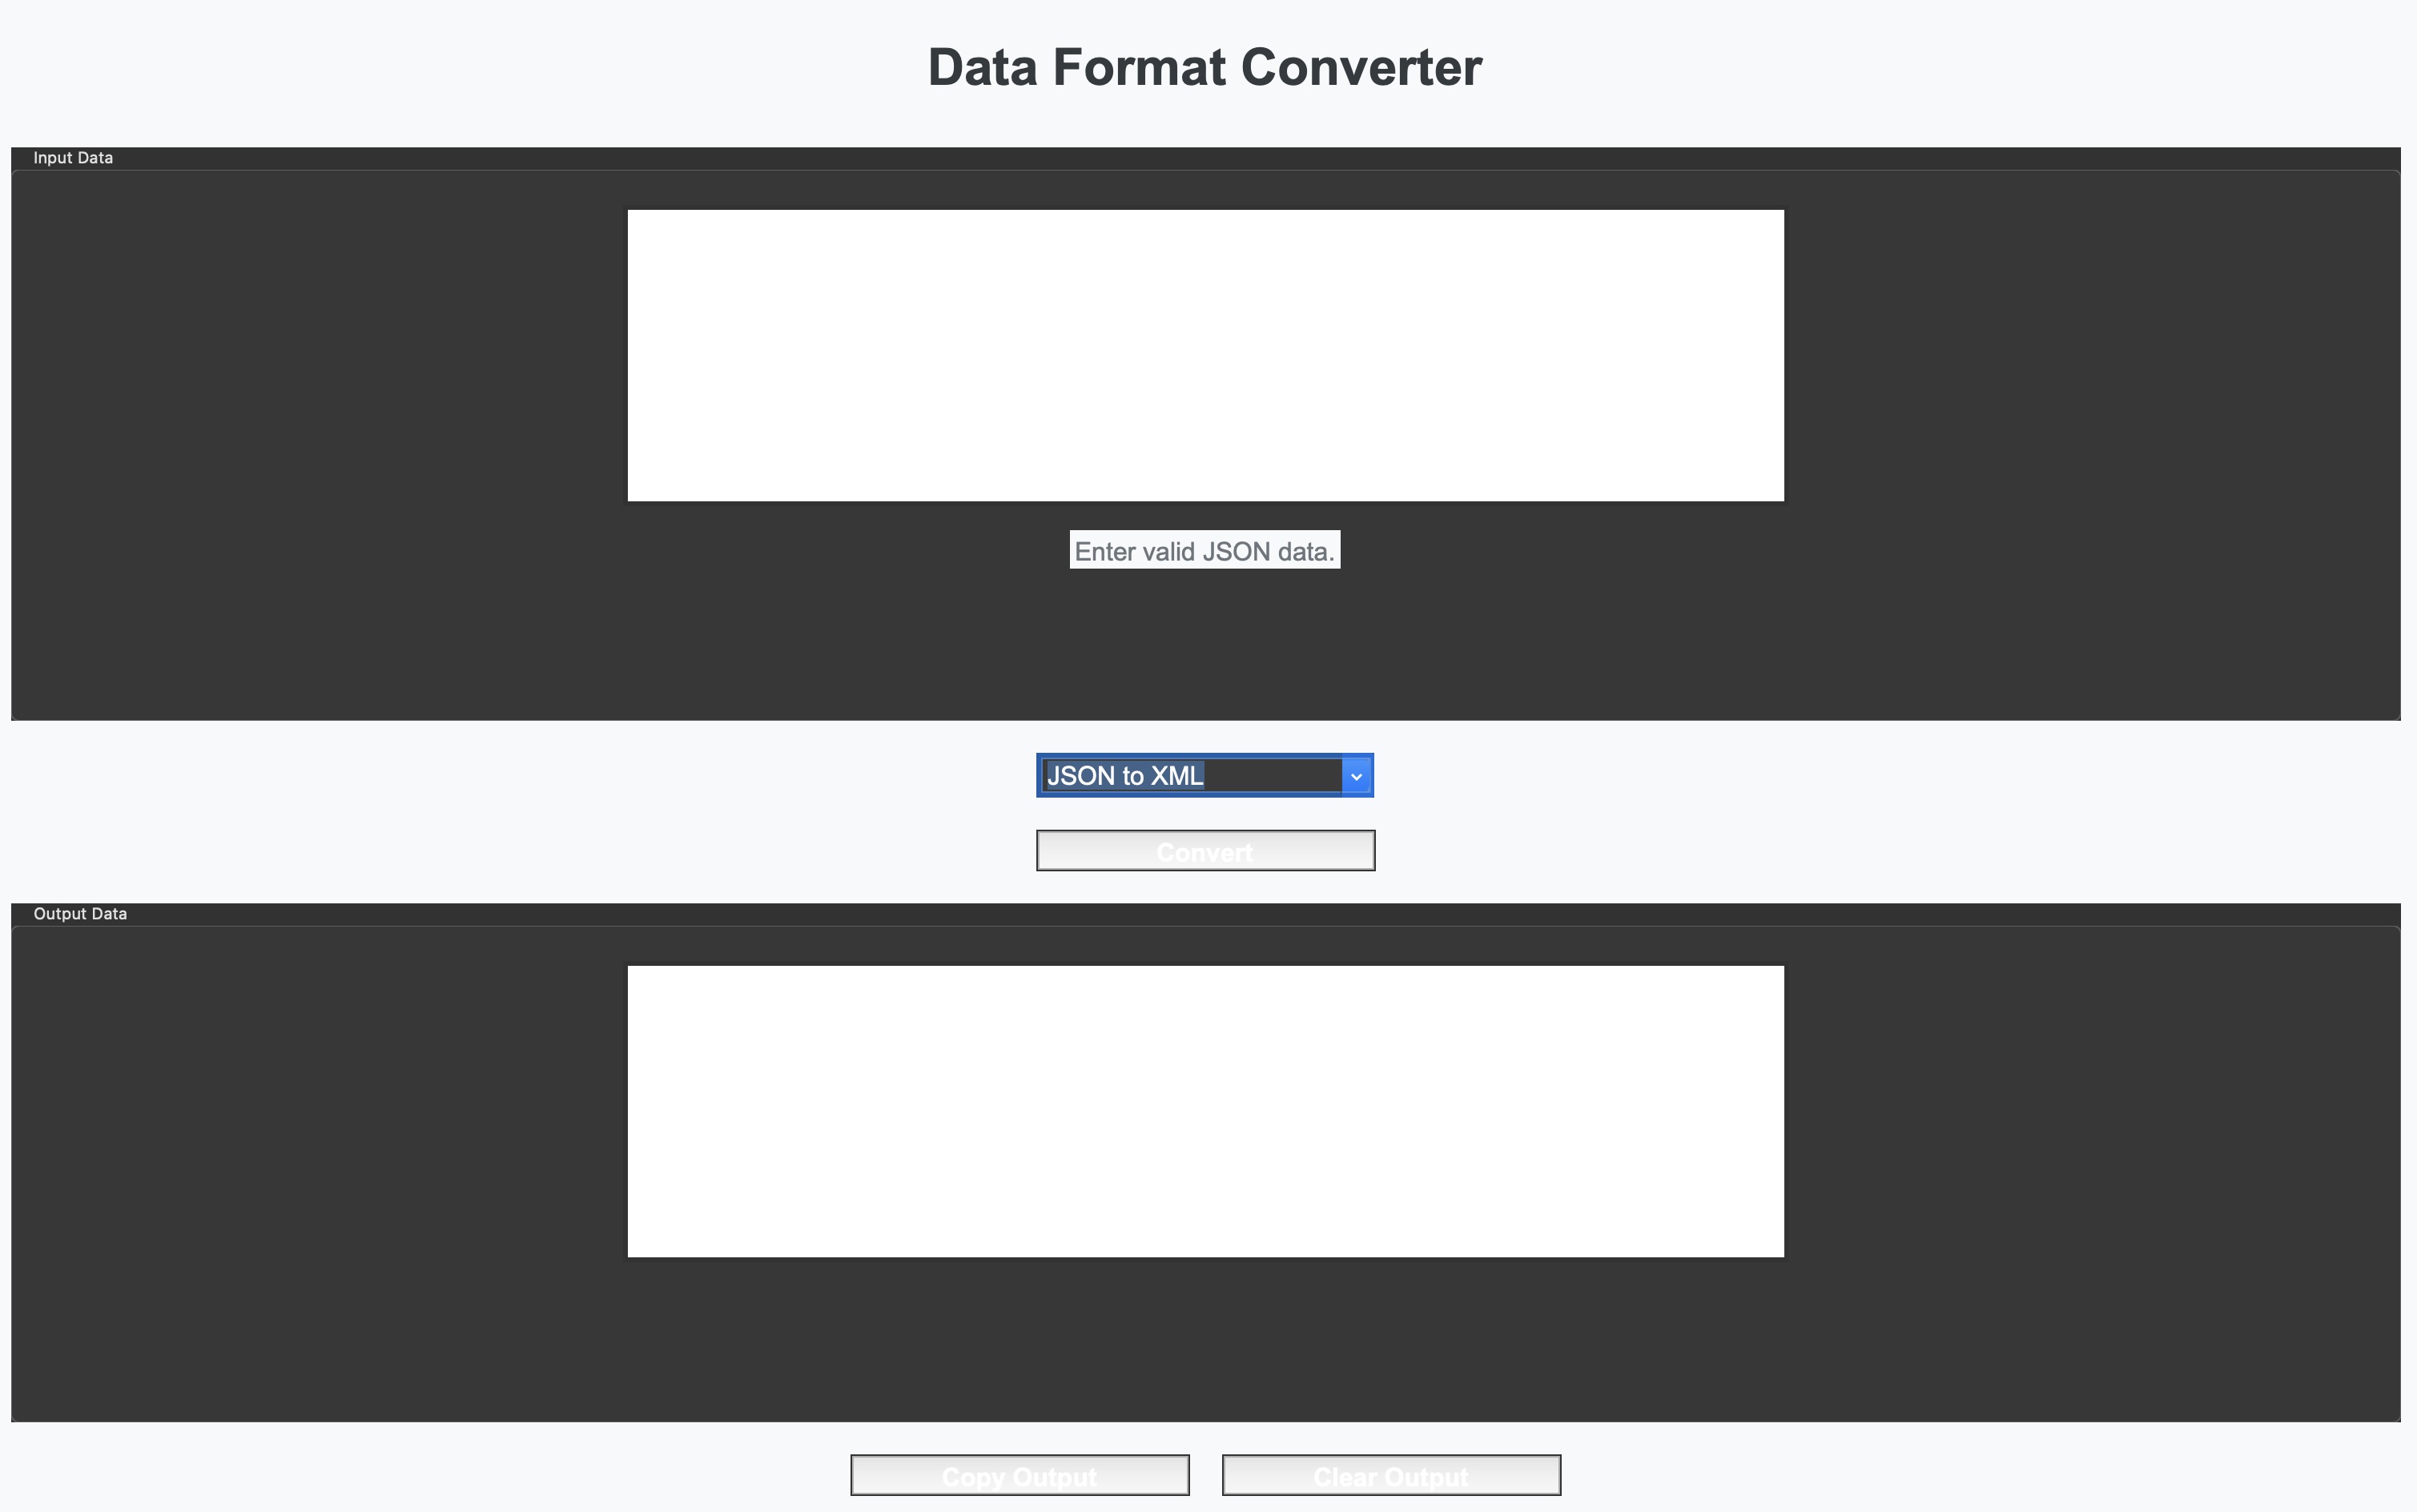 Data Format Converter
Input Data
Enter valid JSON data.
JSON to XML
Convert
Output Data
Copy Output
Clear Output